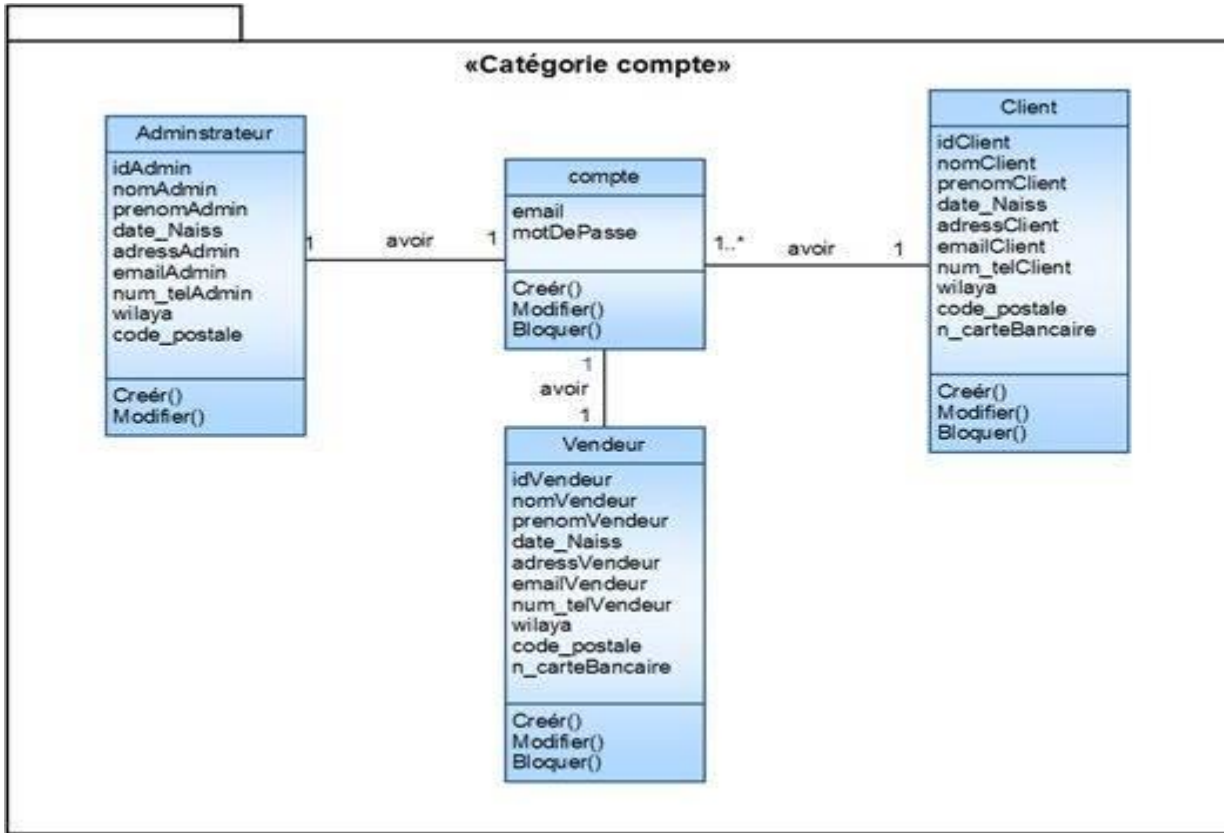 «Catégorie compte»
Adminstrateur
idAdmin
nomAdmin
prenomAdmin
date_Naiss
adressAdmin
emailAdmin
num_telAdmin
wilaya
code_postale
Creér()
Modifier()
1
avoir
1
compte
email
motDePasse
Creér()
Modifier()
Bloquer()
1..*
avoir
1
Client
idClient
nomClient
prenomClient
date_Naiss
adressClient
emailClient
num_telClient
wilaya
code_postale
n_carteBancaire
Creér()
Modifier()
Bloquer()
1
avoir
1
Vendeur
idVendeur
nomVendeur
prenomVendeur
date_Naiss
adressVendeur
emailVendeur
num_telVendeur
wilaya
code_postale
n_carteBancaire
Creér()
Modifier()
Bloquer()